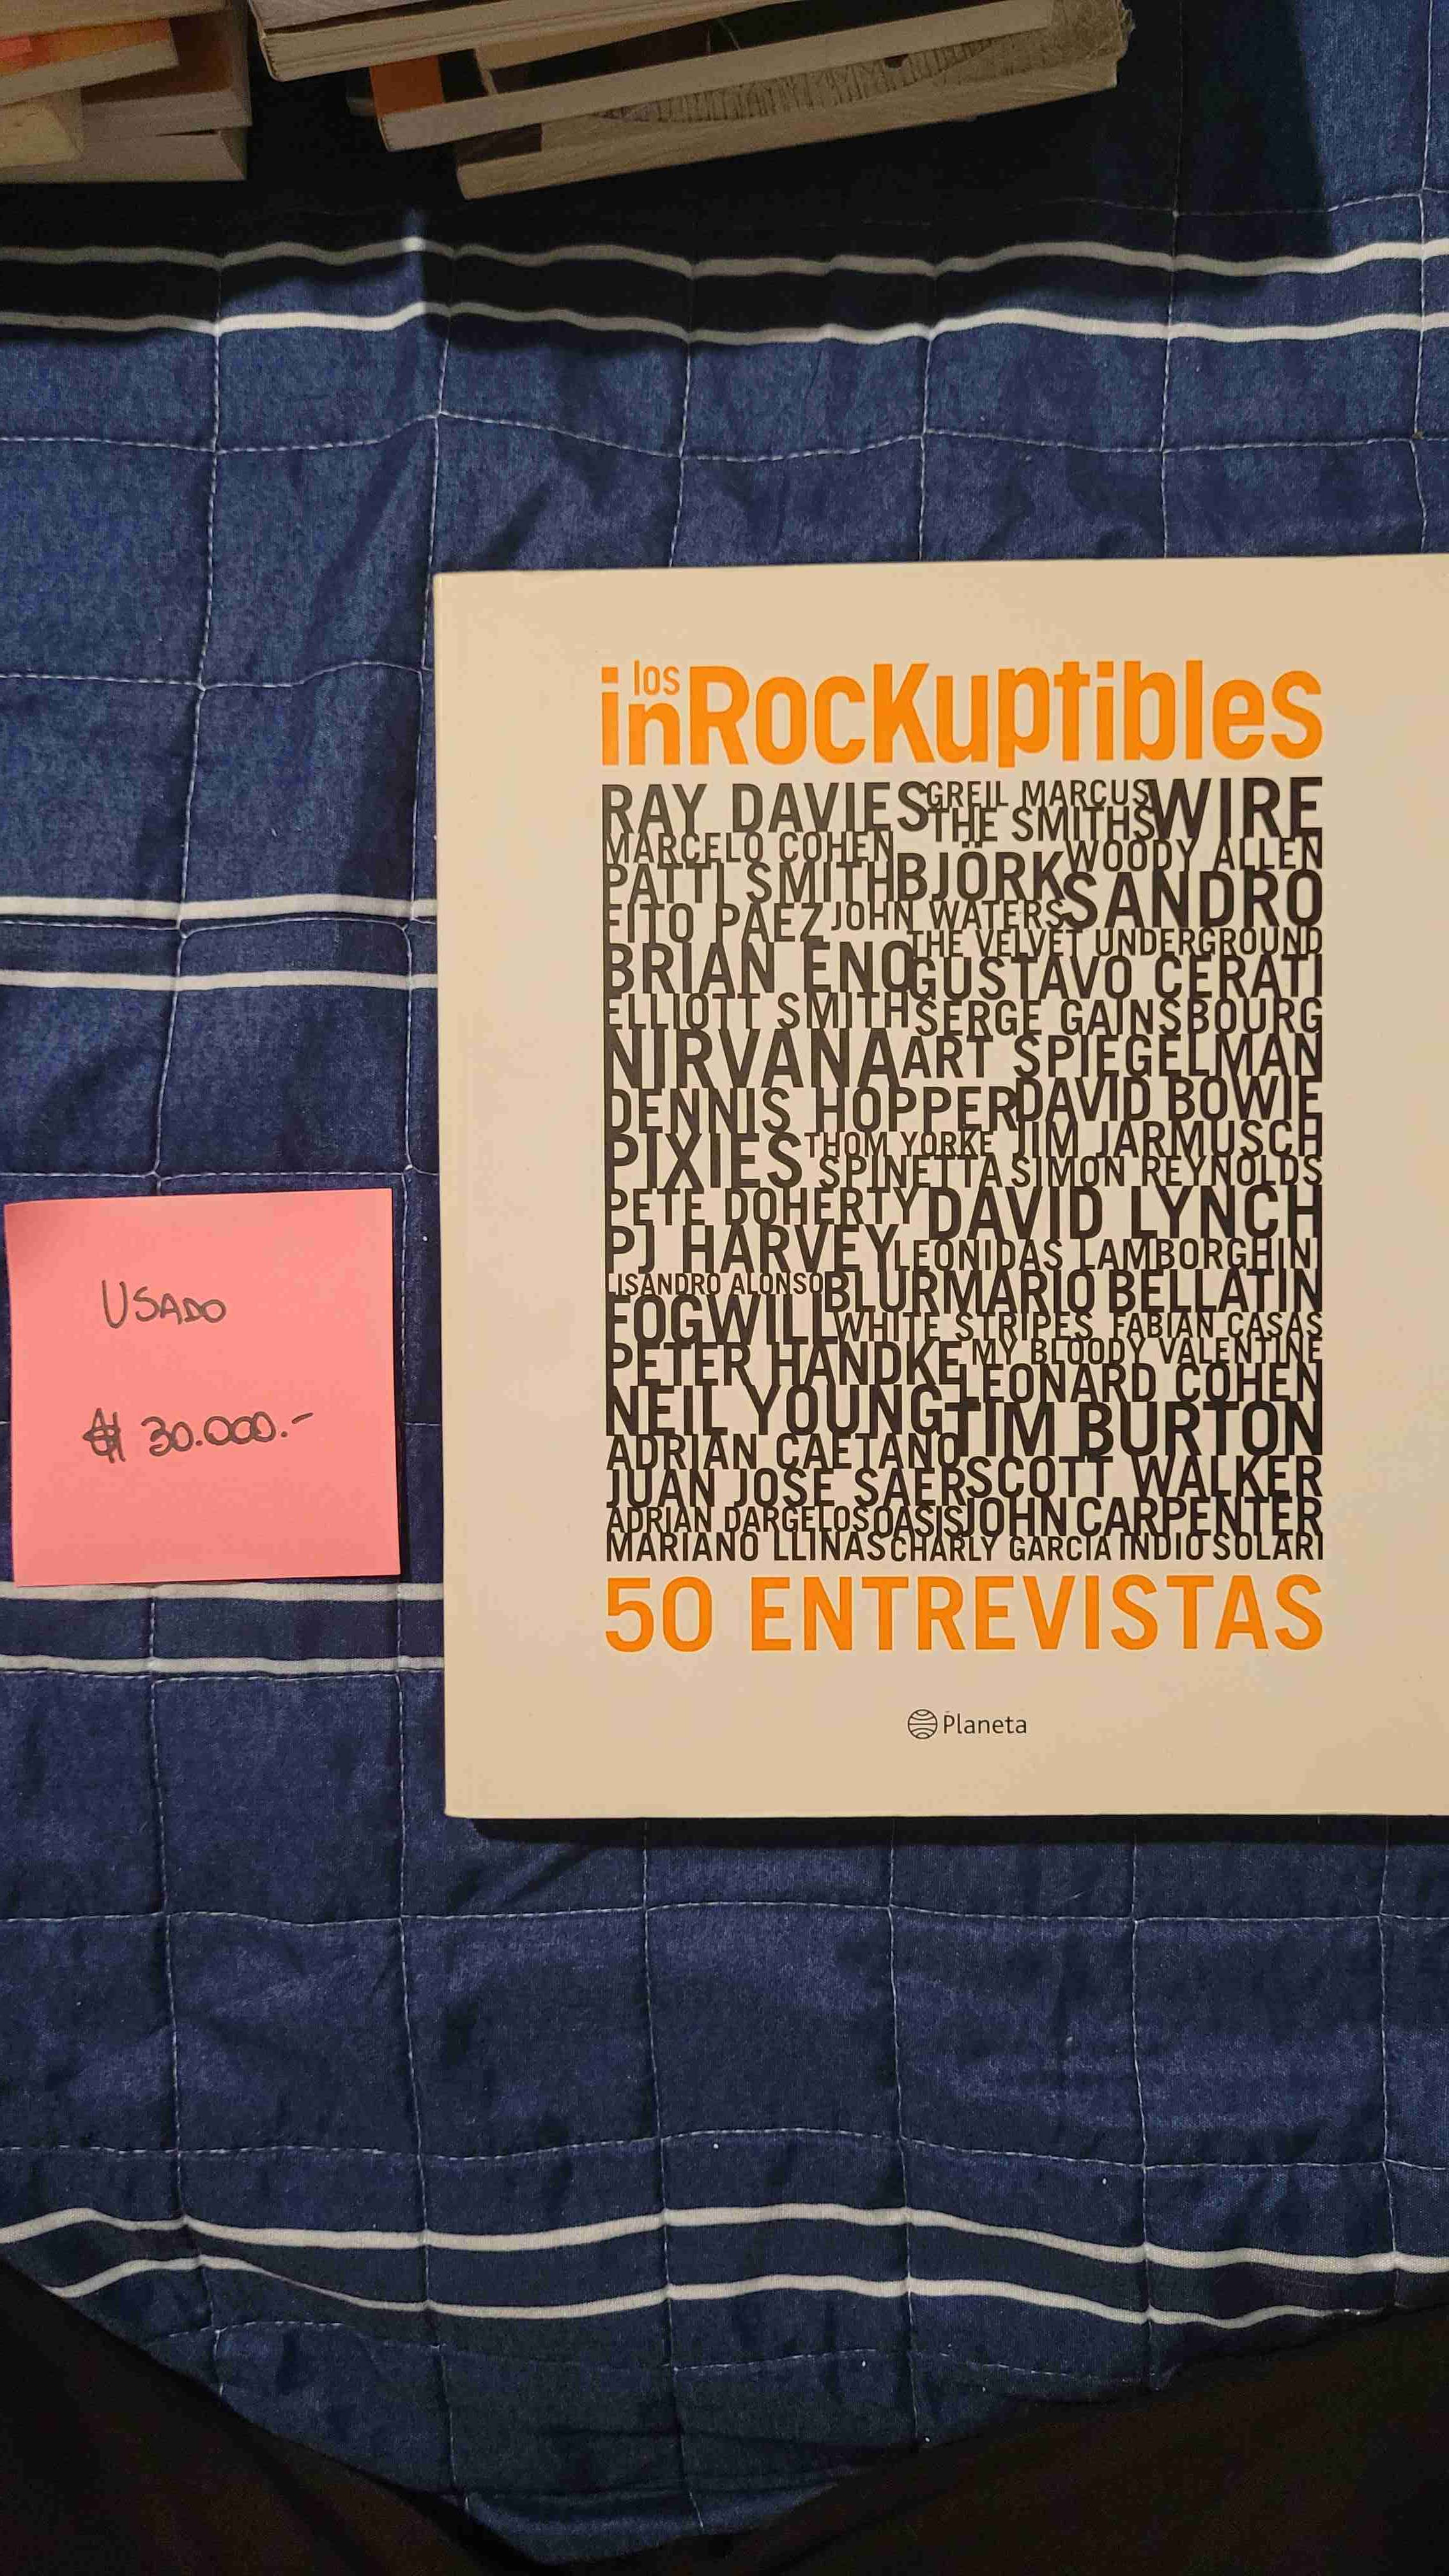 los
inRocKuptibles
RAY DAVIES GREIL MARCUS WIRE
THE SMITHS
MARCELO COHEN WOODY ALLEN
PATTI SMITH BJÖRK SANDRO
FITO PAEZ JOHN WATERS
THE VELVET UNDERGROUND
BRIAN ENO GUSTAVO CERATI
ELLIOTT SMITH SERGE GAINSBOURG
NIRVANA ART SPIEGELMAN
DENNIS HOPPER DAVID BOWIE
PIXIES THOM YORKE JIM JARMUSCH
SPINETTA SIMON REYNOLDS
PETE DOHERTY DAVID LYNCH
PJ HARVEY LEONIDAS LAMBORGHINI
LISANDRO ALONSO BLUR MARIO BELLATIN
FOGWILL WHITE STRIPES FABIAN CASAS
PETER HANDKE MY BLOODY VALENTINE
LEONARD COHEN
NEIL YOUNG TIM BURTON
ADRIAN CAETANO
JUAN JOSE SAER SCOTT WALKER
ADRIAN DARGELOS OASIS JOHN CARPENTER
MARIANO LLINAS CHARLY GARCIA INDIO SOLARI
50 ENTREVISTAS
Planeta
USADO
$ 30.000.-